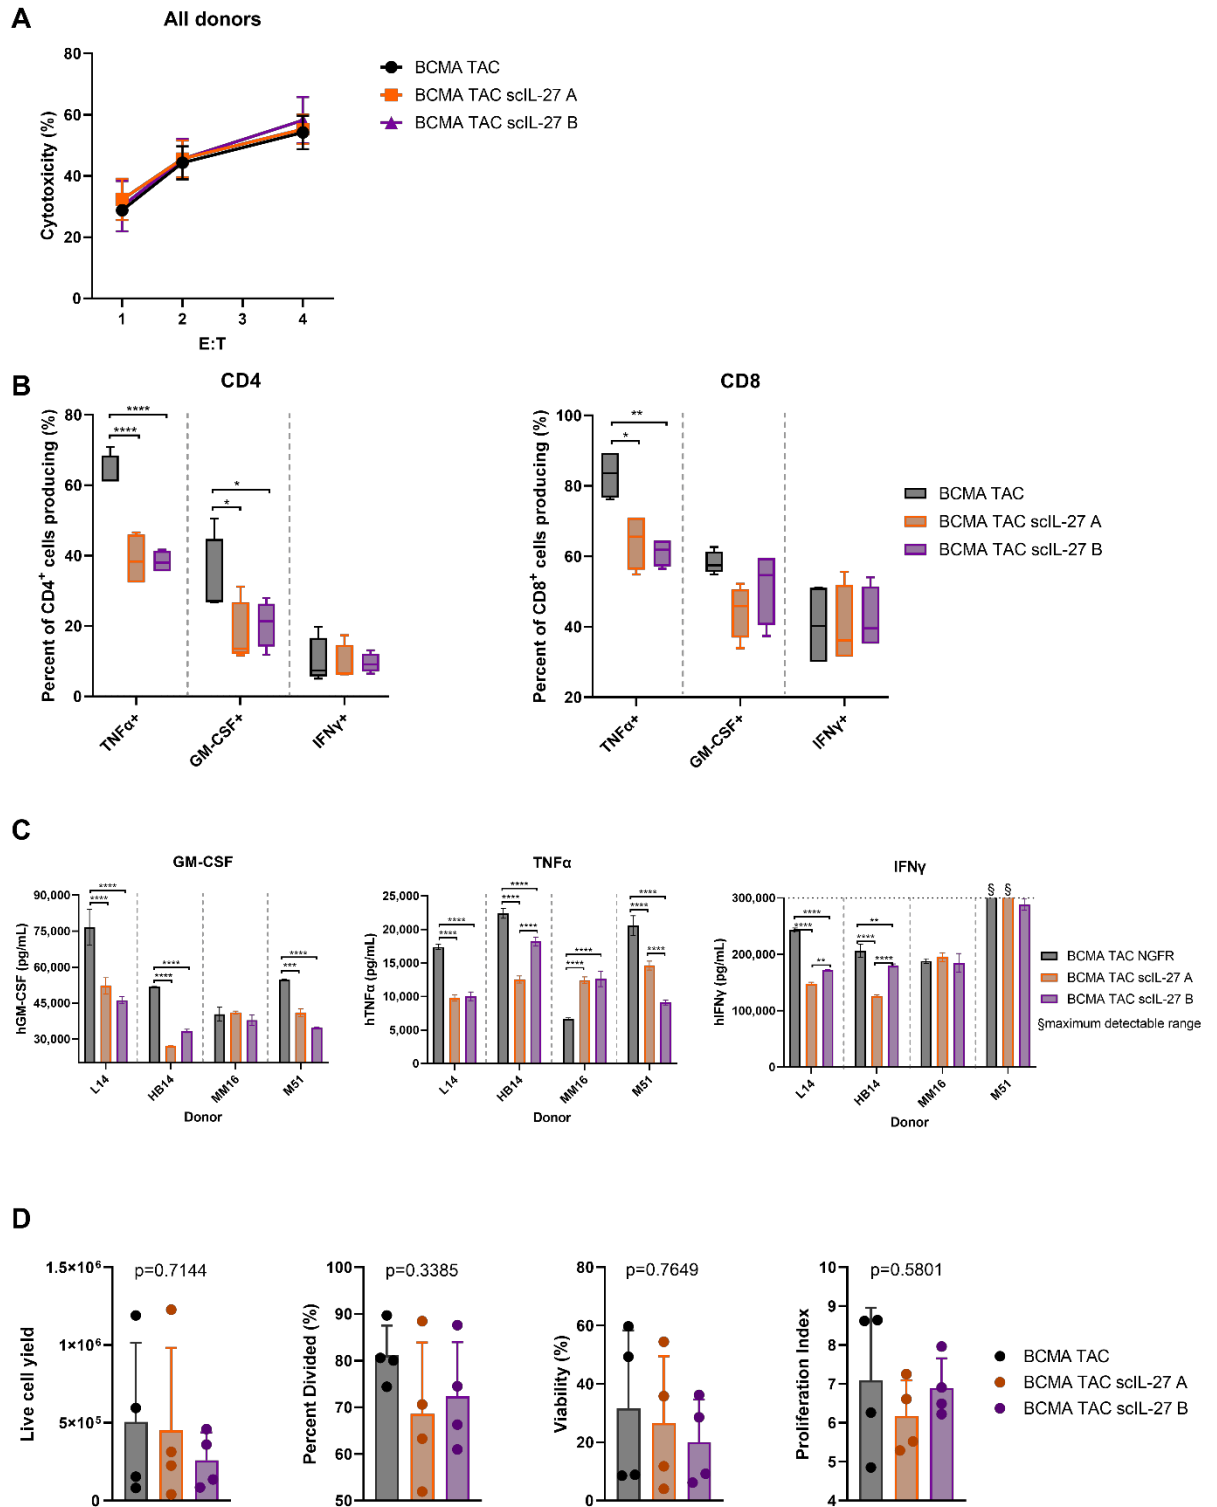 A
All donors
Cytotoxicity (%)
80
60
40
20
0
1
2
3
4
E:T
BCMA TAC
BCMA TAC scIL-27 A
BCMA TAC scIL-27 B
B
CD4
Percent of CD4+ cells producing (%)
80
60
40
20
0
****
****
*
*
TNFα+
GM-CSF+
IFNγ+
CD8
Percent of CD8+ cells producing (%)
100
80
60
40
20
**
*
TNFα+
GM-CSF+
IFNγ+
BCMA TAC
BCMA TAC scIL-27 A
BCMA TAC scIL-27 B
C
GM-CSF
hGM-CSF (pg/mL)
90,000
75,000
60,000
45,000
30,000
****
****
****
****
****
***
L14
HB14
MM16
M51
Donor
TNFα
hTNFα (pg/mL)
25,000
20,000
15,000
10,000
5,000
0
****
****
****
****
****
****
****
****
****
****
L14
HB14
MM16
M51
Donor
IFNγ
hIFNγ (pg/mL)
300,000
200,000
100,000
0
****
****
**
**
****
****
§
§
L14
HB14
MM16
M51
Donor
BCMA TAC NGFR
BCMA TAC scIL-27 A
BCMA TAC scIL-27 B
§maximum detectable range
D
Live cell yield
1.5×10⁶
1×10⁶
5×10⁵
0
p=0.7144
Percent Divided (%)
100
90
80
70
60
50
p=0.3385
Viability (%)
80
60
40
20
0
p=0.7649
Proliferation Index
10
9
8
7
6
5
4
p=0.5801
BCMA TAC
BCMA TAC scIL-27 A
BCMA TAC scIL-27 B